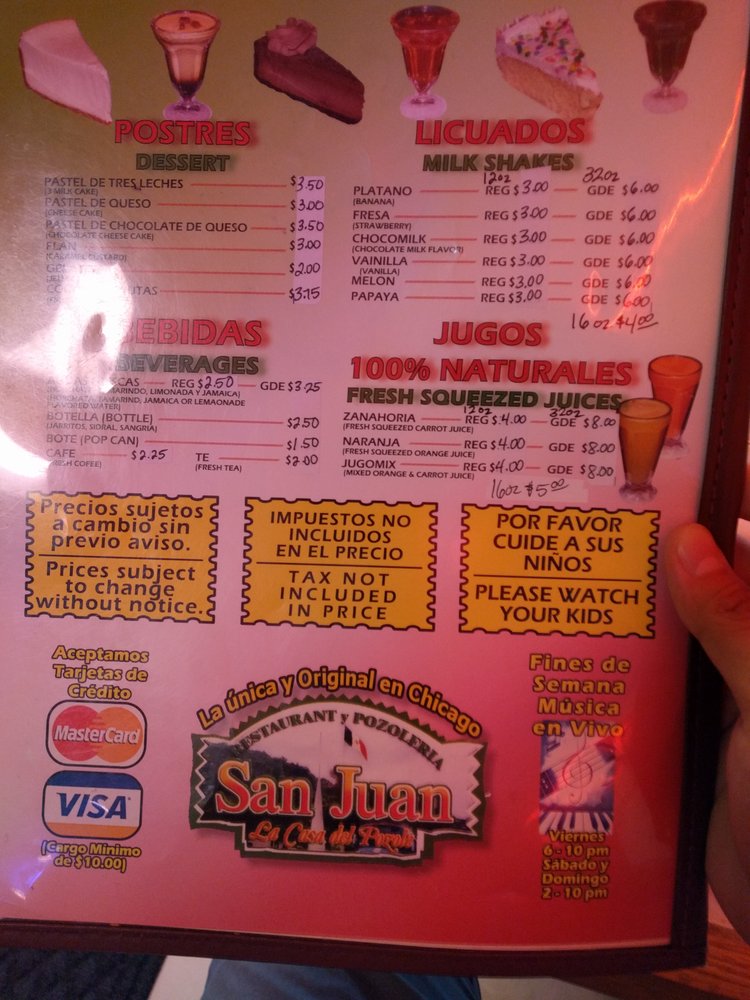 POSTRES
DESSERT
PASTEL DE TRES LECHES $3.50
(3 MILK CAKE)
PASTEL DE QUESO $3.00
(CHEESE CAKE)
PASTEL DE CHOCOLATE DE QUESO $3.50
(CHOCOLATE CHEESE CAKE)
FLAN $3.00
(CARAMEL CUSTARD)
$2.00
$3.75
LICUADOS
MILK SHAKES
12oz 32oz
PLATANO REG $3.00 GDE $6.00
(BANANA)
FRESA REG $3.00 GDE $6.00
(STRAWBERRY)
CHOCOMILK REG $3.00 GDE $6.00
(CHOCOLATE MILK FLAVOR)
VAINILLA REG $3.00 GDE $6.00
(VANILLA)
MELON REG $3.00 GDE $6.00
PAPAYA REG $3.00 GDE $6.00
16oz $4.00
BEBIDAS
BEVERAGES
REG $2.50 GDE $3.25
LIMONADA Y JAMAICA)
JAMAICA OR LEMAONADE
WATER)
BOTELLA (BOTTLE) $2.50
(JARRITOS, SIDRAL, SANGRIA)
BOTE (POP CAN) $1.50
CAFE $2.25 TE $2.00
(FRESH COFEE) (FRESH TEA)
JUGOS
100% NATURALES
FRESH SQUEEZED JUICES
12oz 32oz
ZANAHORIA REG $4.00 GDE $8.00
(FRESH SQUEEZED CARROT JUICE)
NARANJA REG $4.00 GDE $8.00
(FRESH SQUEEZED ORANGE JUICE)
JUGOMIX REG $4.00 GDE $8.00
(MIXED ORANGE & CARROT JUICE)
16oz $5.00
Precios sujetos
a cambio sin
previo aviso.
Prices subject
to change
without notice.
IMPUESTOS NO
INCLUIDOS
EN EL PRECIO
TAX NOT
INCLUDED
IN PRICE
POR FAVOR
CUIDE A SUS
NIÑOS
PLEASE WATCH
YOUR KIDS
Aceptamos
Tarjetas de
Crédito
MasterCard
VISA
(Cargo Minimo
de $10.00)
La única y Original en Chicago
RESTAURANT y POZOLERIA
San Juan
La Casa del Pozole
Fines de
Semana
Música
en Vivo
Viernes
6 - 10 pm
Sábado y
Domingo
2 - 10 pm